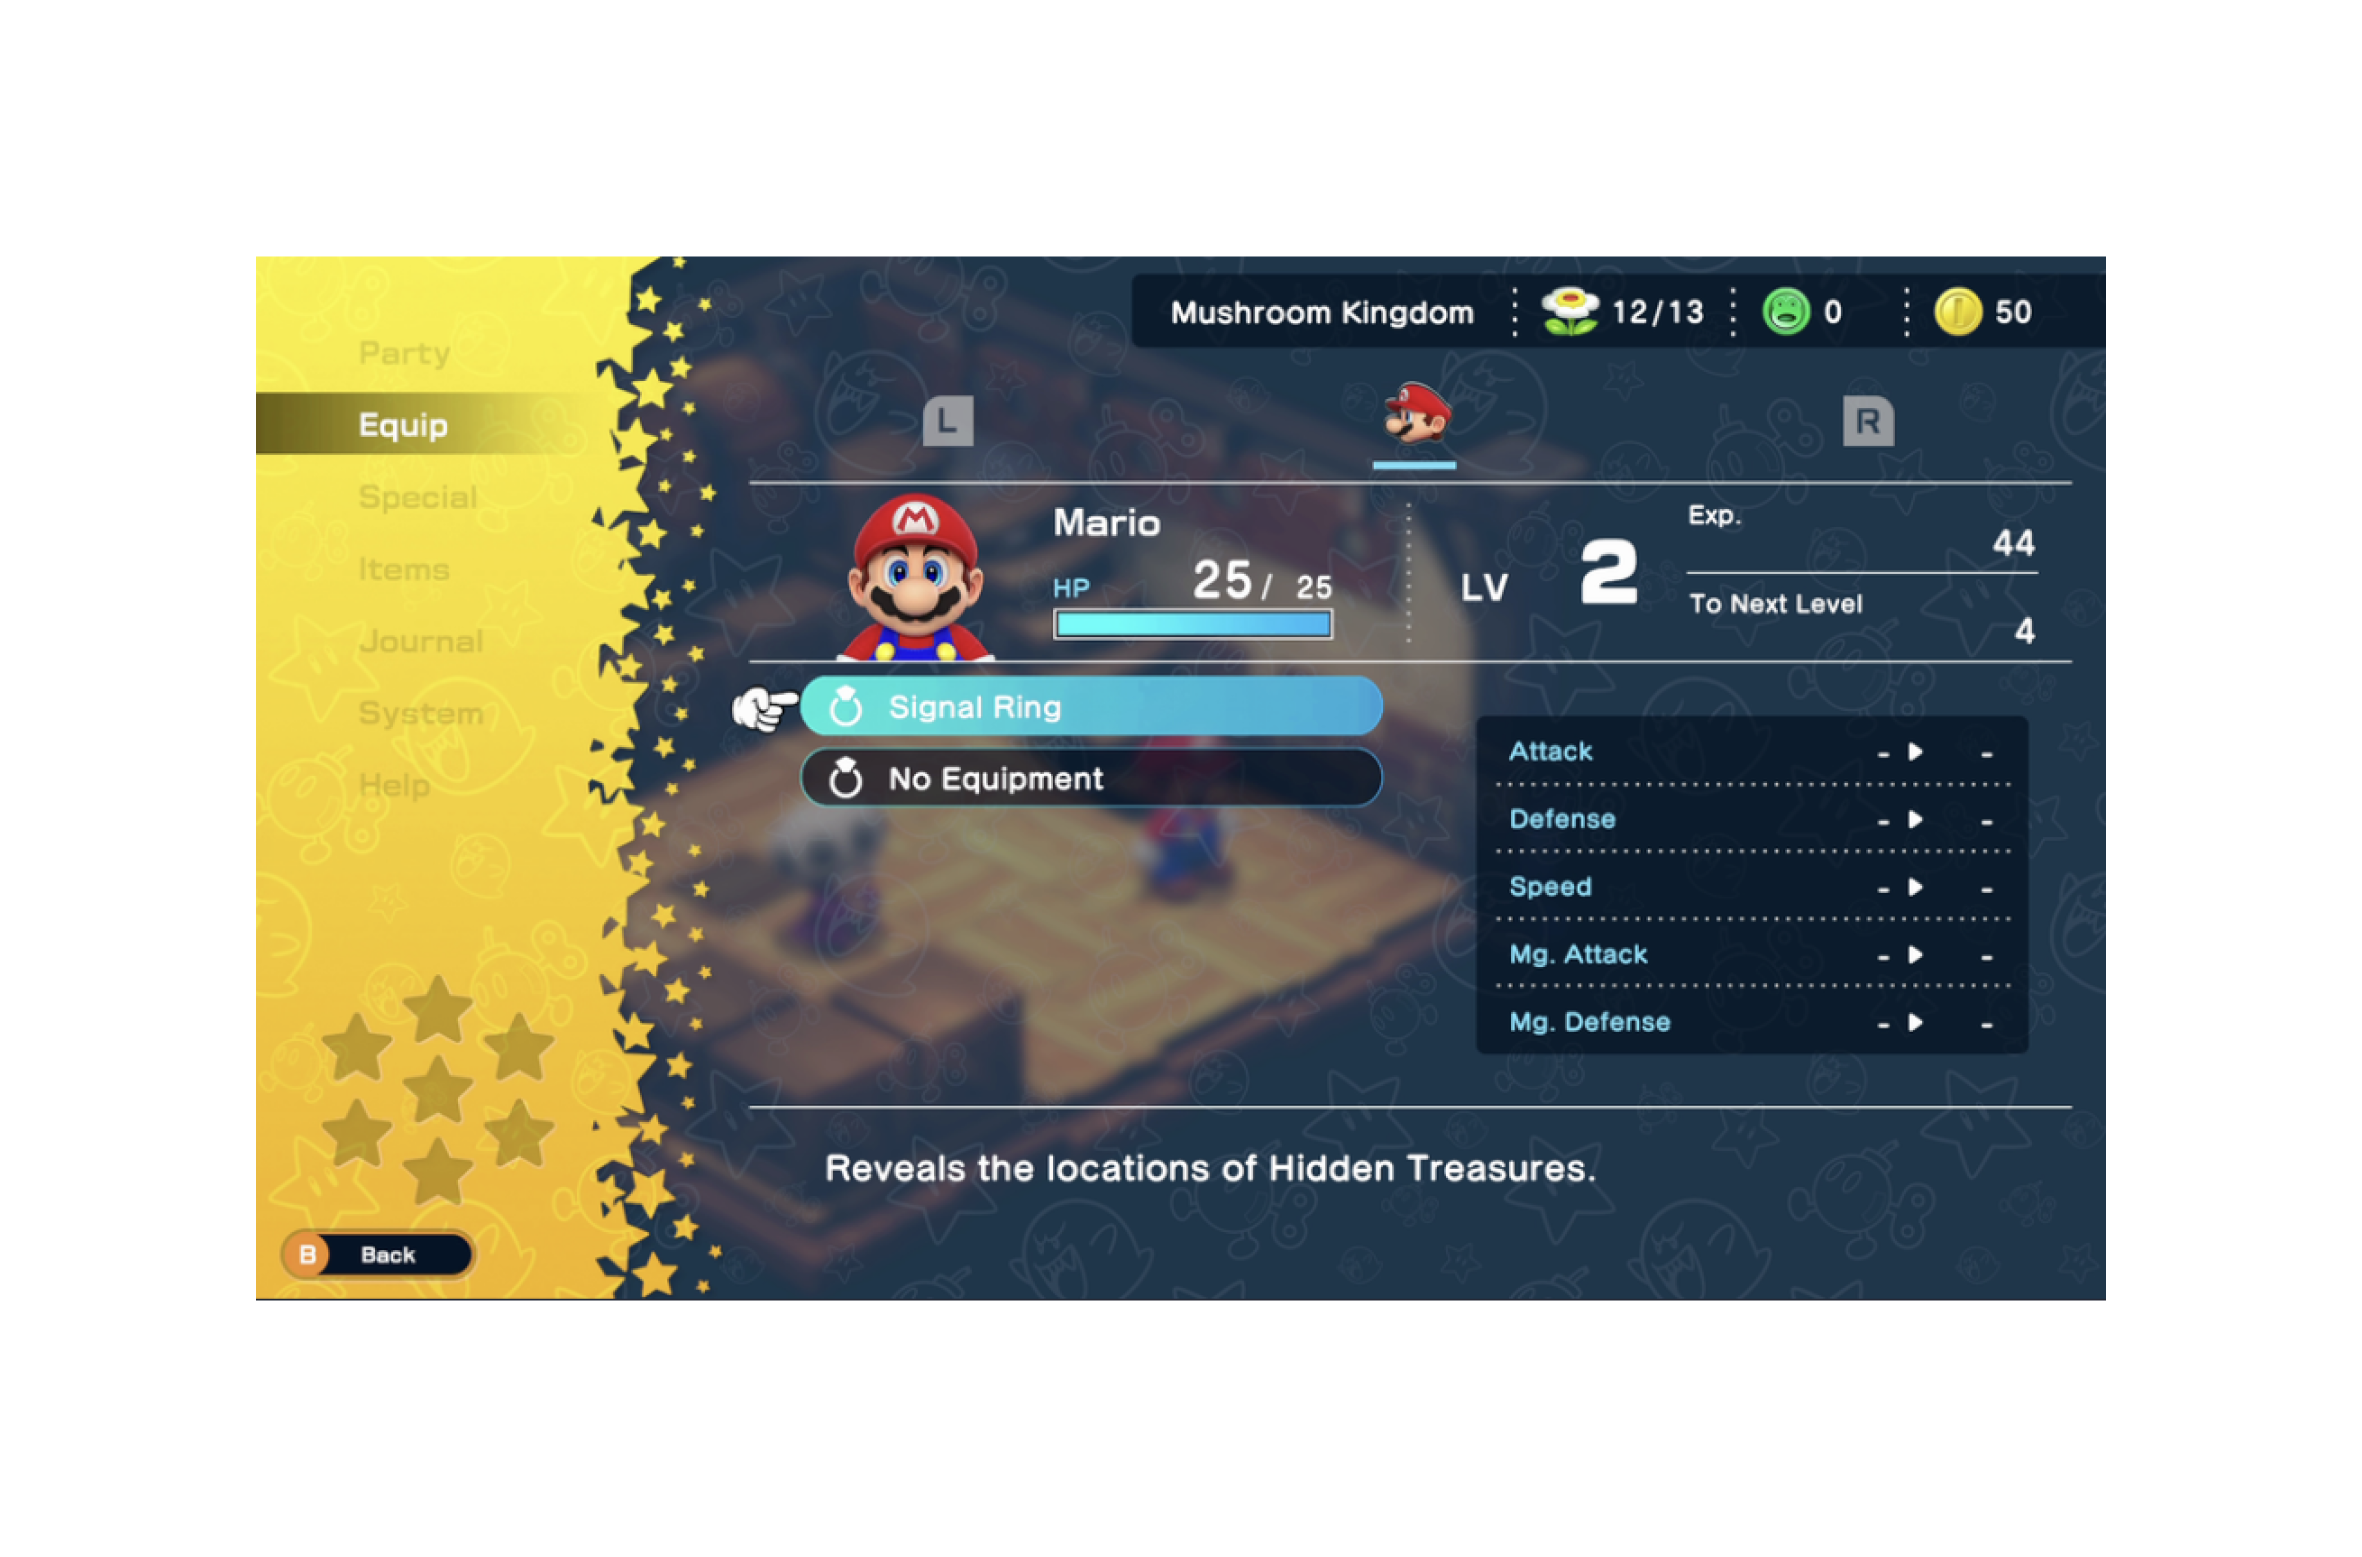 Mushroom Kingdom 12/13 0 50
Party
Equip
Special
Items
Journal
System
Help
L
R
M
Mario
HP 25/ 25
LV 2
Exp.
44
To Next Level
4
Signal Ring
No Equipment
Attack - ▶ -
Defense - ▶ -
Speed - ▶ -
Mg. Attack - ▶ -
Mg. Defense - ▶ -
Reveals the locations of Hidden Treasures.
B Back